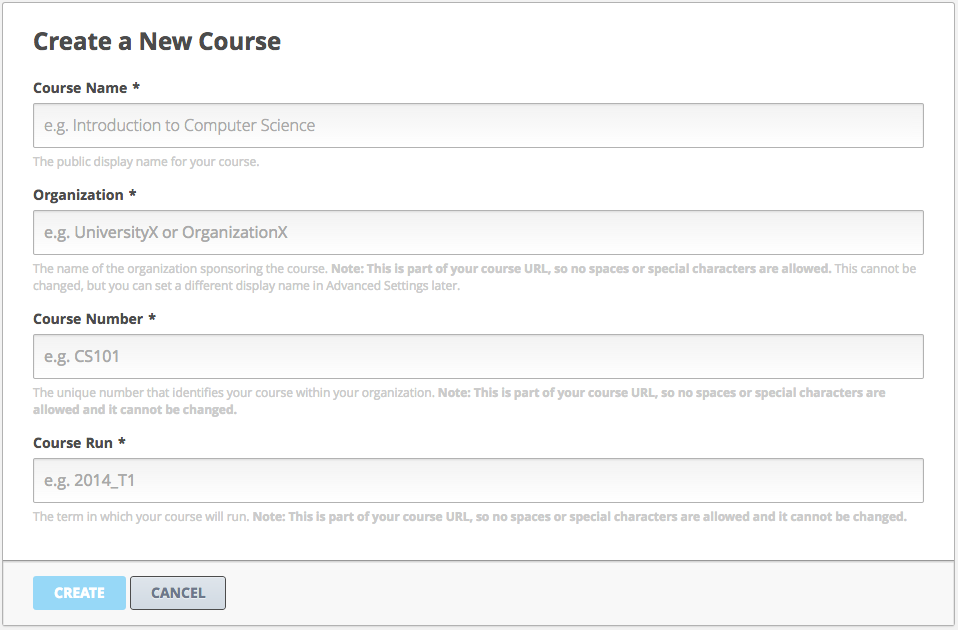 Create a New Course
Course Name *
e.g. Introduction to Computer Science
The public display name for your course.
Organization *
e.g. UniversityX or OrganizationX
The name of the organization sponsoring the course. Note: This is part of your course URL, so no spaces or special characters are allowed. This cannot be
changed, but you can set a different display name in Advanced Settings later.
Course Number *
e.g. CS101
The unique number that identifies your course within your organization. Note: This is part of your course URL, so no spaces or special characters are
allowed and it cannot be changed.
Course Run *
e.g. 2014_T1
The term in which your course will run. Note: This is part of your course URL, so no spaces or special characters are allowed and it cannot be changed.
CREATE CANCEL